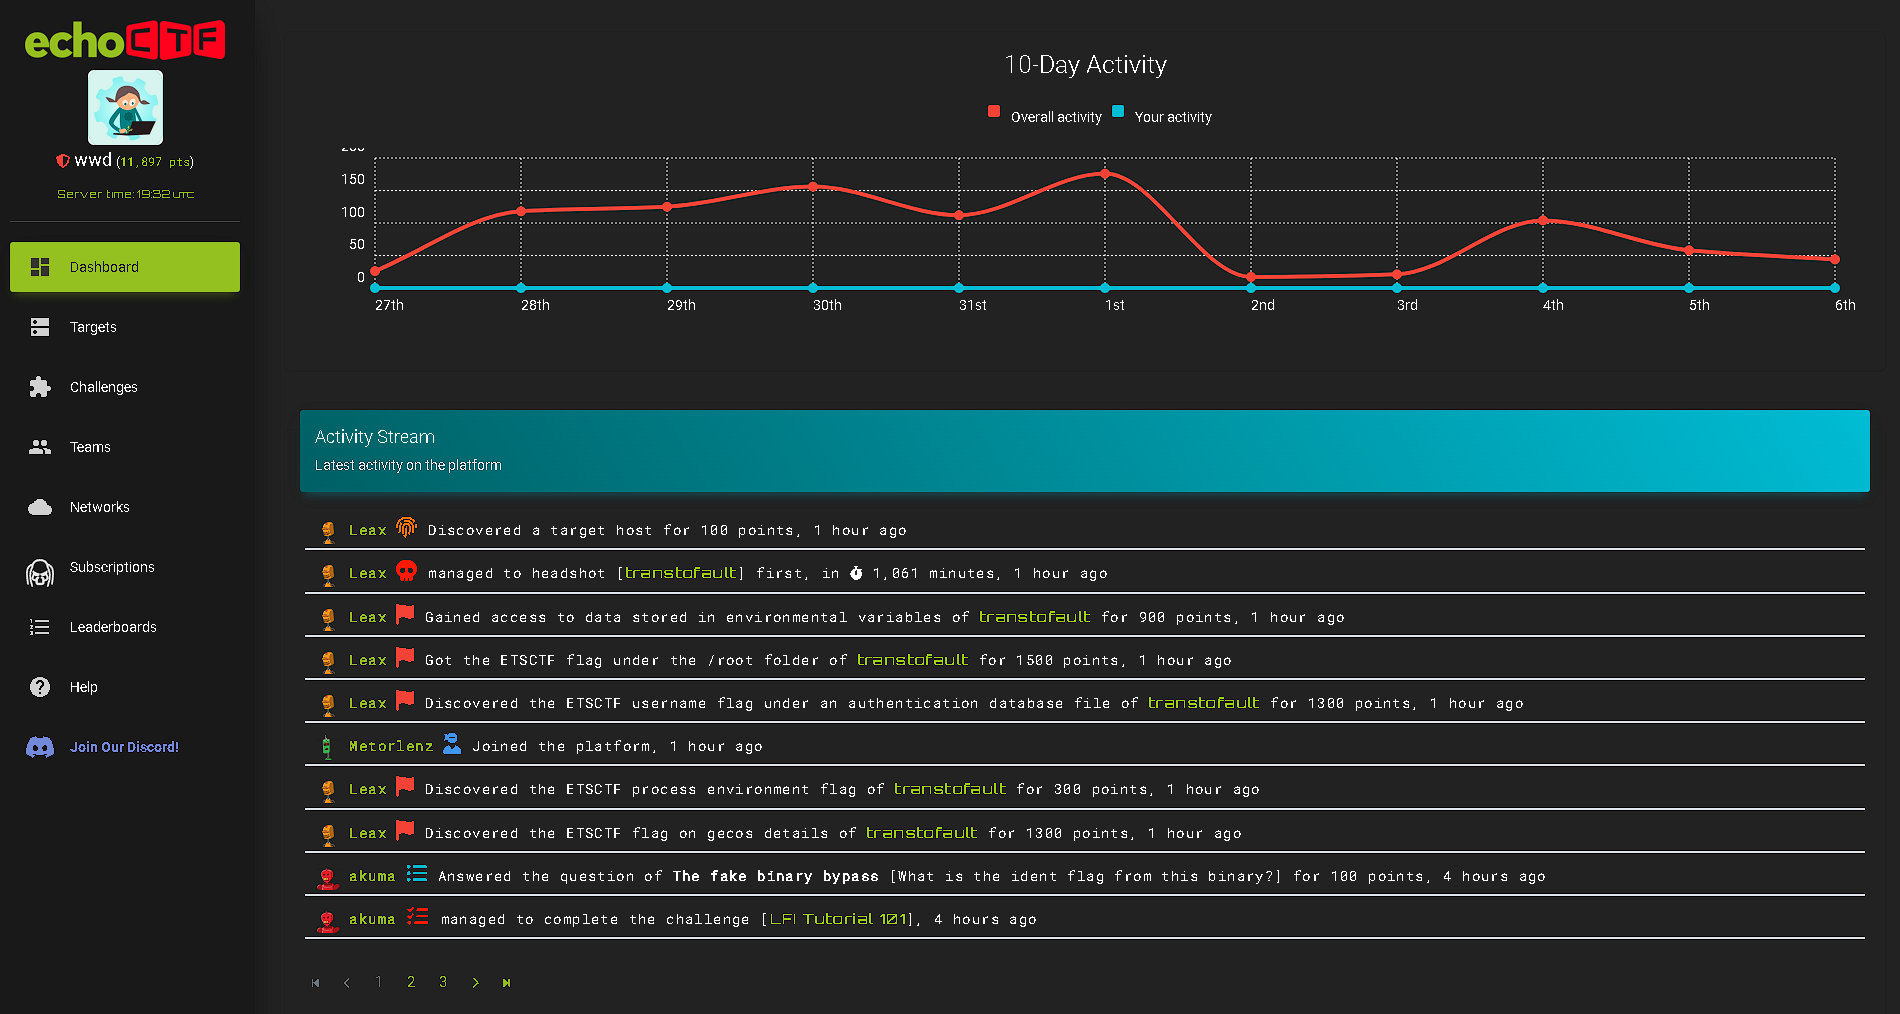 echoCTF
wwd (11,897 pts)
Server time: 19:32 utc
Dashboard
Targets
Challenges
Teams
Networks
Subscriptions
Leaderboards
Help
Join Our Discord!
10-Day Activity
Overall activity
Your activity
200
150
100
50
0
27th 28th 29th 30th 31st 1st 2nd 3rd 4th 5th 6th
Activity Stream
Latest activity on the platform
Leax Discovered a target host for 100 points, 1 hour ago
Leax managed to headshot [transtofault] first, in 1,061 minutes, 1 hour ago
Leax Gained access to data stored in environmental variables of transtofault for 900 points, 1 hour ago
Leax Got the ETSCTF flag under the /root folder of transtofault for 1500 points, 1 hour ago
Leax Discovered the ETSCTF username flag under an authentication database file of transtofault for 1300 points, 1 hour ago
Metorlenz Joined the platform, 1 hour ago
Leax Discovered the ETSCTF process environment flag of transtofault for 300 points, 1 hour ago
Leax Discovered the ETSCTF flag on gecos details of transtofault for 1300 points, 1 hour ago
akuma Answered the question of The fake binary bypass [What is the ident flag from this binary?] for 100 points, 4 hours ago
akuma managed to complete the challenge [LFI Tutorial 101], 4 hours ago
1 2 3